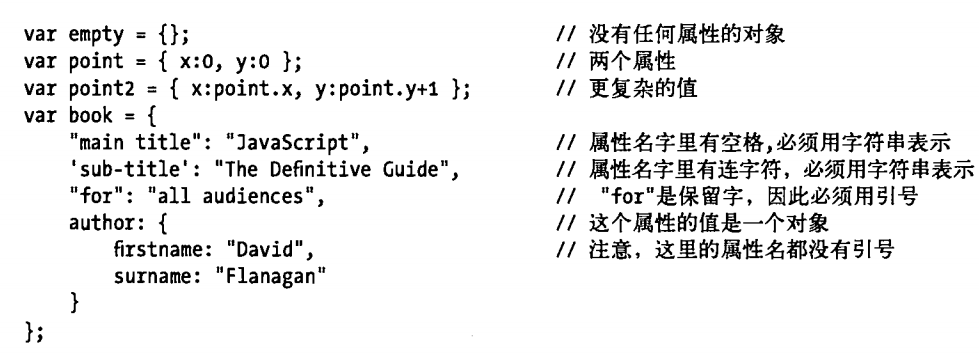 var empty = {}; // 没有任何属性的对象
var point = { x:0, y:0 }; // 两个属性
var point2 = { x:point.x, y:point.y+1 }; // 更复杂的值
var book = {
"main title": "JavaScript", // 属性名字里有空格,必须用字符串表示
'sub-title': "The Definitive Guide", // 属性名字里有连字符，必须用字符串表示
"for": "all audiences", // "for"是保留字，因此必须用引号
author: { // 这个属性的值是一个对象
firstname: "David", // 注意，这里的属性名都没有引号
surname: "Flanagan"
}
};